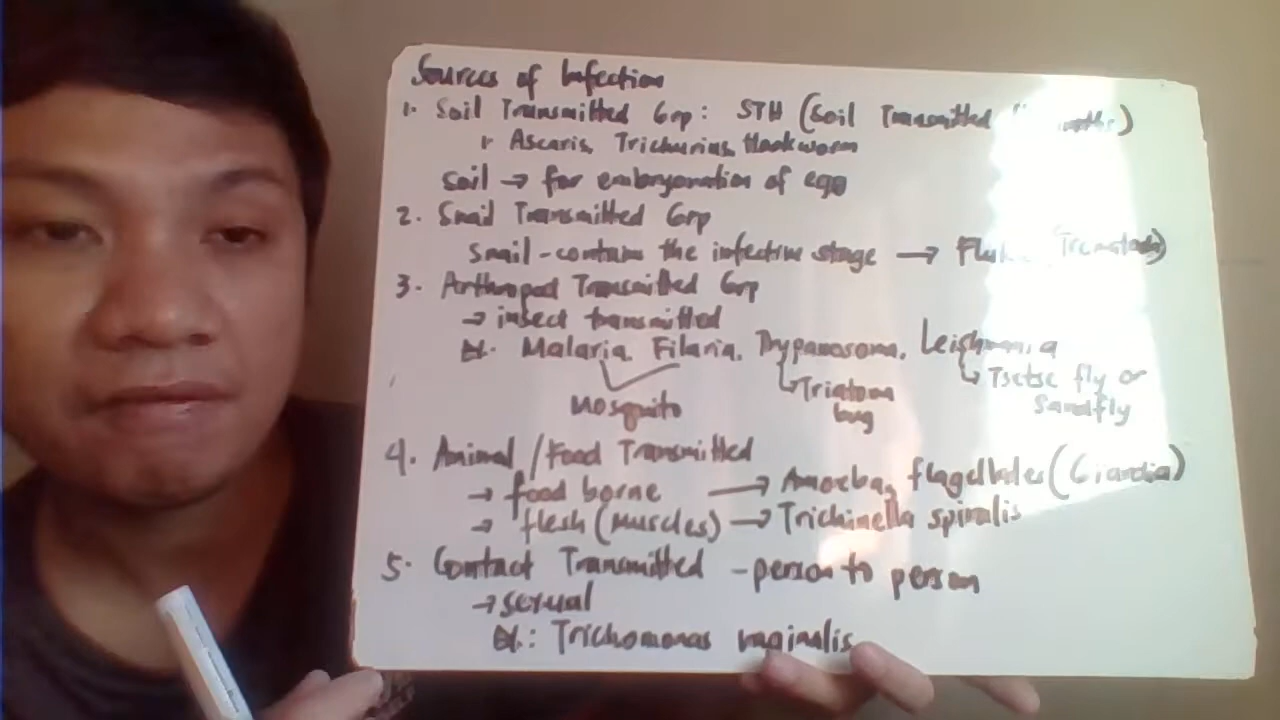 Sources of Infection
1. Soil Transmitted Grp: STH (Soil Transmitted
1. Ascaris, Trichuris, Hookworm
Soil → for embryonation of egg
2. Snail Transmitted Grp
Snail - contain the infective stage → (Trematode)
3. Arthropod Transmitted Grp
→ insect transmitted
Ex. Malaria, Filaria, Trypanosoma, Leishmania
Mosquito
↳ Triatoma bug
↳ Tsetse fly or Sandfly
4. Animal / Food Transmitted
→ food borne → Amoeba, flagellates (Giardia)
→ flesh (Muscles) → Trichinella spiralis
5. Contact Transmitted - person to person
→ sexual
Ex.: Trichomonas vaginalis